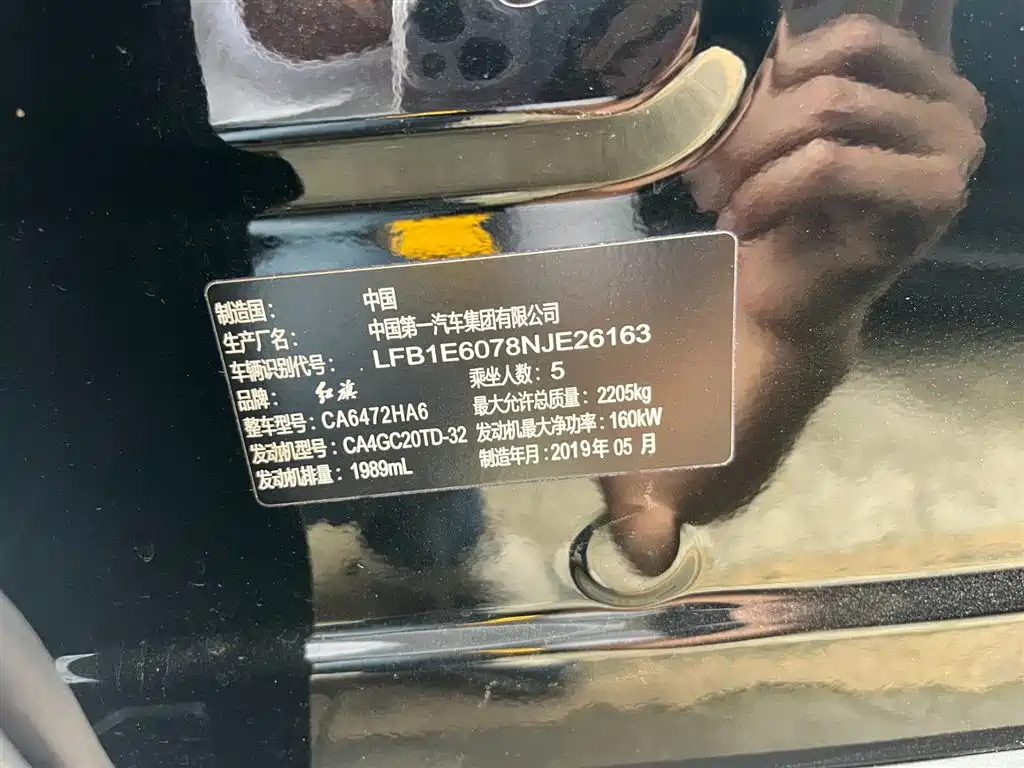 制造国： 中国
生产厂名： 中国第一汽车集团有限公司
车辆识别代号： LFB1E6078NJE26163
品牌： 红旗 乘坐人数：5
整车型号：CA6472HA6 最大允许总质量：2205kg
发动机型号：CA4GC20TD-32 发动机最大净功率：160kW
发动机排量：1989mL 制造年月：2019年05月